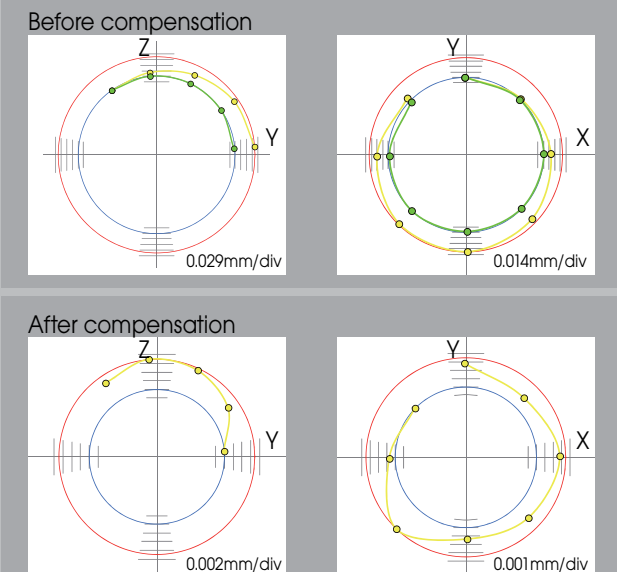 Before compensation
Z
Y
0.029mm/div
Y
X
0.014mm/div
After compensation
Z
Y
0.002mm/div
Y
X
0.001mm/div